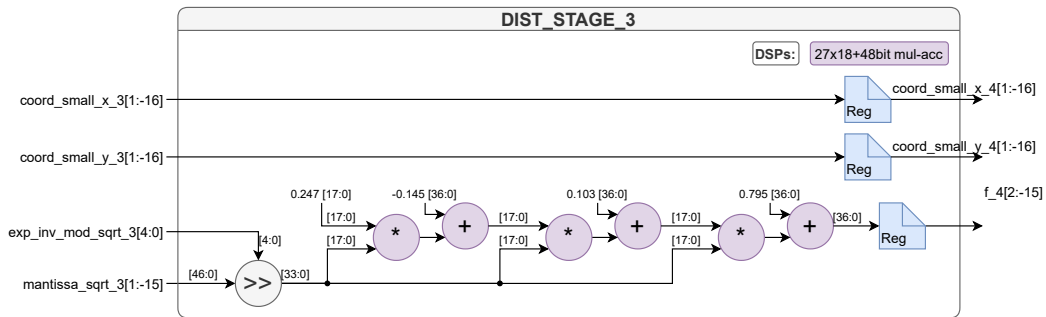 DIST_STAGE_3
DSPs:
27x18+48bit mul-acc
coord_small_x_3[1:-16]
coord_small_x_4[1:-16]
Reg
coord_small_y_3[1:-16]
coord_small_y_4[1:-16]
Reg
0.247 [17:0]
-0.145 [36:0]
0.103 [36:0]
0.795 [36:0]
f_4[2:-15]
exp_inv_mod_sqrt_3[4:0]
[4:0]
[17:0]
[17:0]
*
+
[17:0]
[17:0]
*
+
[17:0]
[17:0]
*
+
[36:0]
Reg
mantissa_sqrt_3[1:-15]
[46:0]
>>
[33:0]